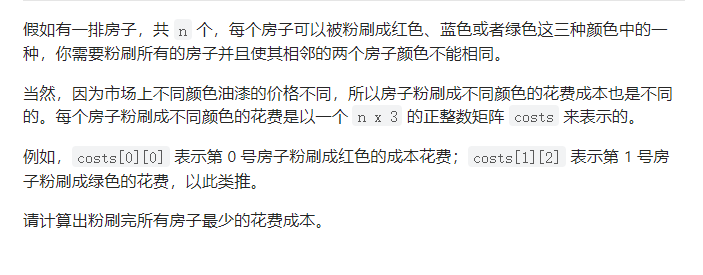 假如有一排房子，共 n 个，每个房子可以被粉刷成红色、蓝色或者绿色这三种颜色中的一
种，你需要粉刷所有的房子并且使其相邻的两个房子颜色不能相同。
当然，因为市场上不同颜色油漆的价格不同，所以房子粉刷成不同颜色的花费成本也是不同
的。每个房子粉刷成不同颜色的花费是以一个 n x 3 的正整数矩阵 costs 来表示的。
例如，costs[0][0] 表示第 0 号房子粉刷成红色的成本花费；costs[1][2] 表示第 1 号房
子粉刷成绿色的花费，以此类推。
请计算出粉刷完所有房子最少的花费成本。